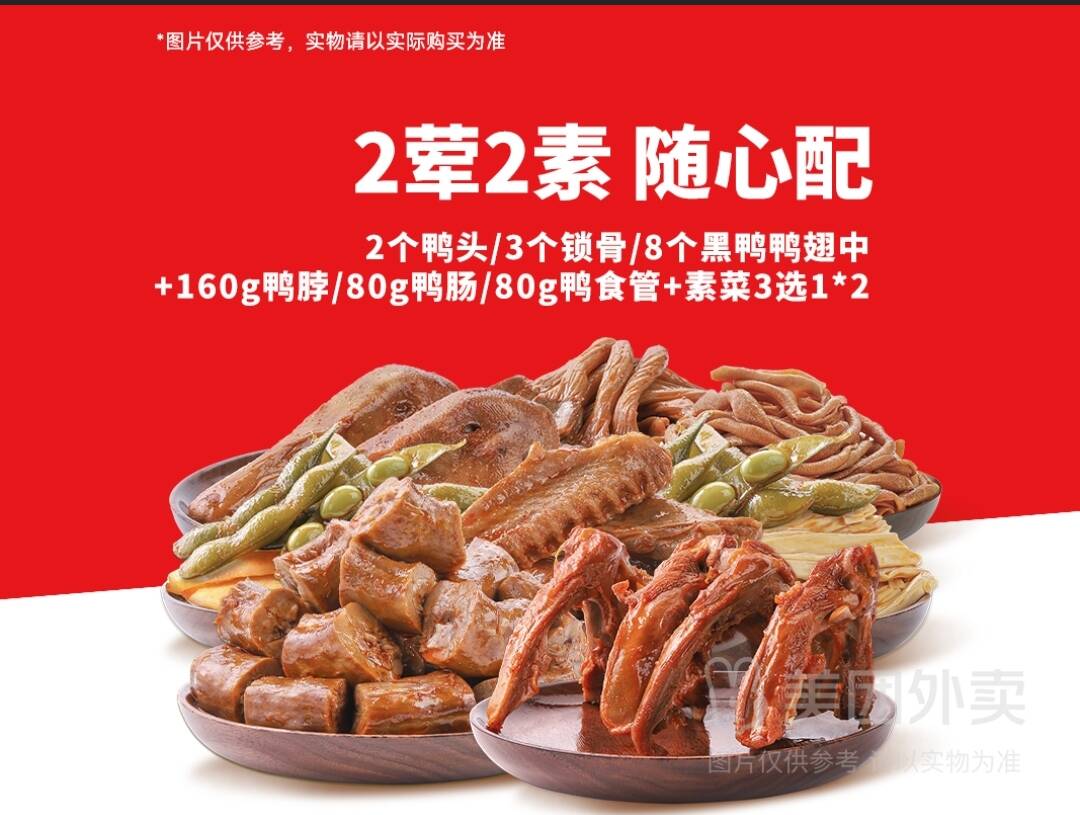 *图片仅供参考，实物请以实际购买为准
2荤2素 随心配
2个鸭头/3个锁骨/8个黑鸭鸭翅中
+160g鸭脖/80g鸭肠/80g鸭食管+素菜3选1*2
美团外卖
图片仅供参考 请以实物为准